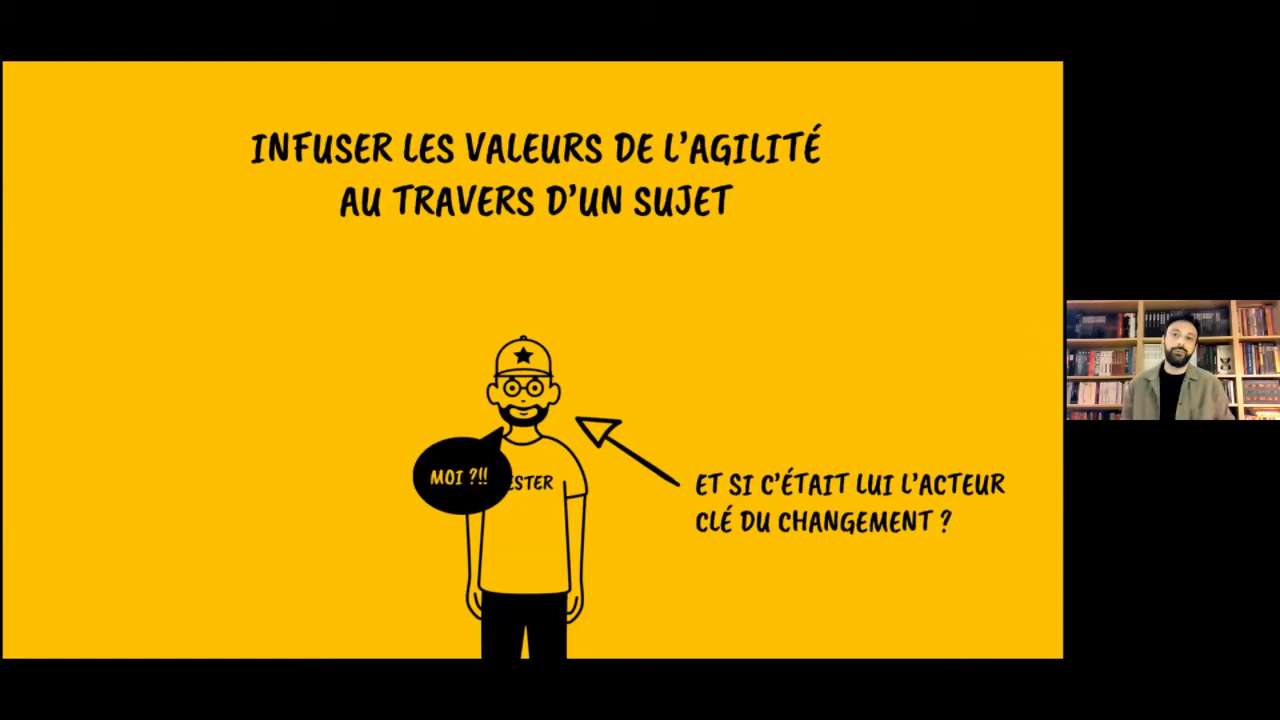 INFUSER LES VALEURS DE L'AGILITÉ
AU TRAVERS D'UN SUJET
MOI ?!!
ESTER
ET SI C'ÉTAIT LUI L'ACTEUR
CLÉ DU CHANGEMENT ?